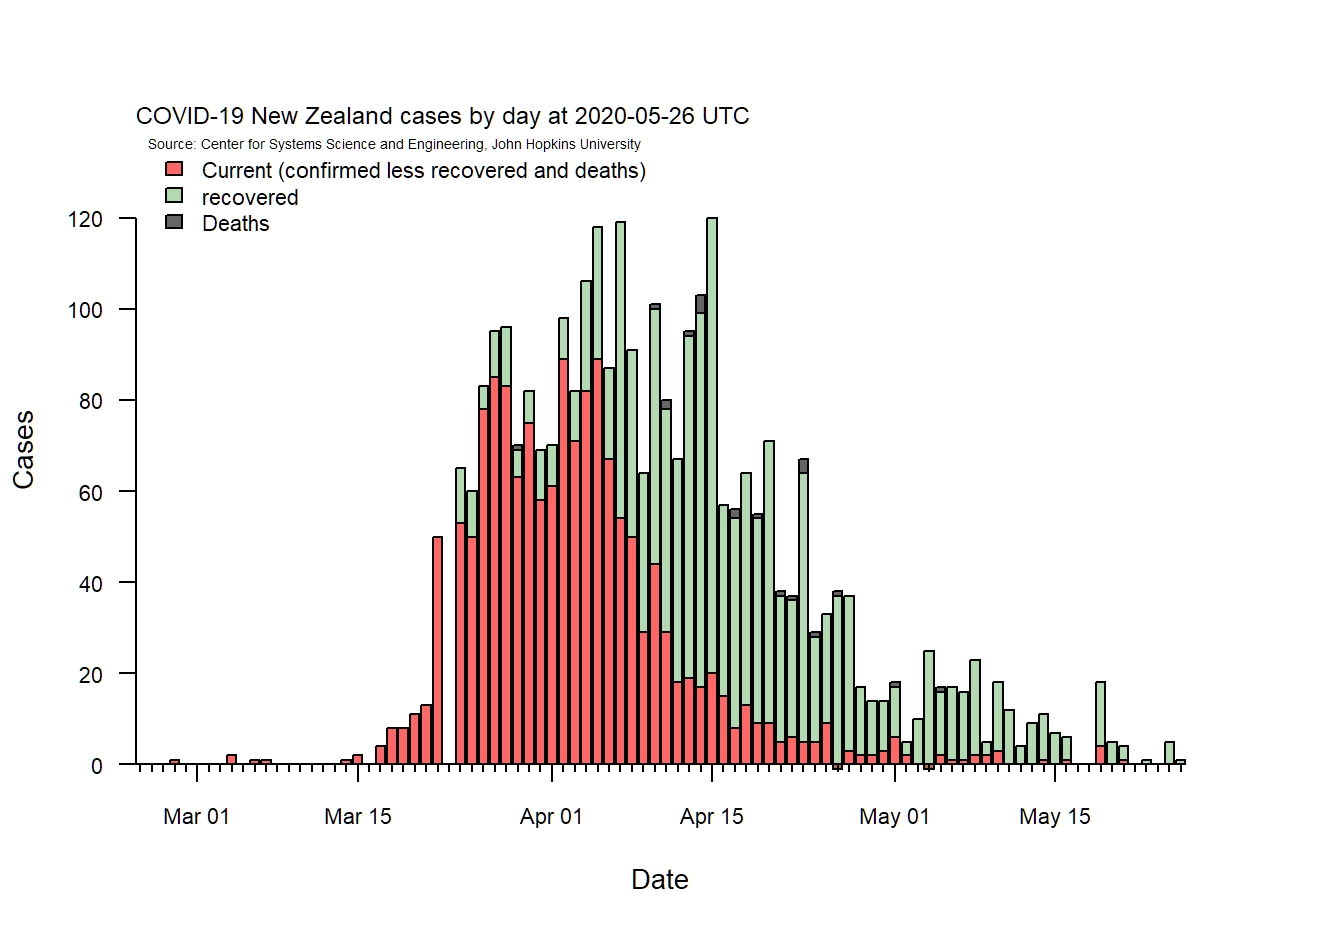 COVID-19 New Zealand cases by day at 2020-05-26 UTC
Source: Center for Systems Science and Engineering, John Hopkins University
Current (confirmed less recovered and deaths)
recovered
Deaths
120
100
80
60
40
20
0
Cases
Mar 01 Mar 15 Apr 01 Apr 15 May 01 May 15
Date